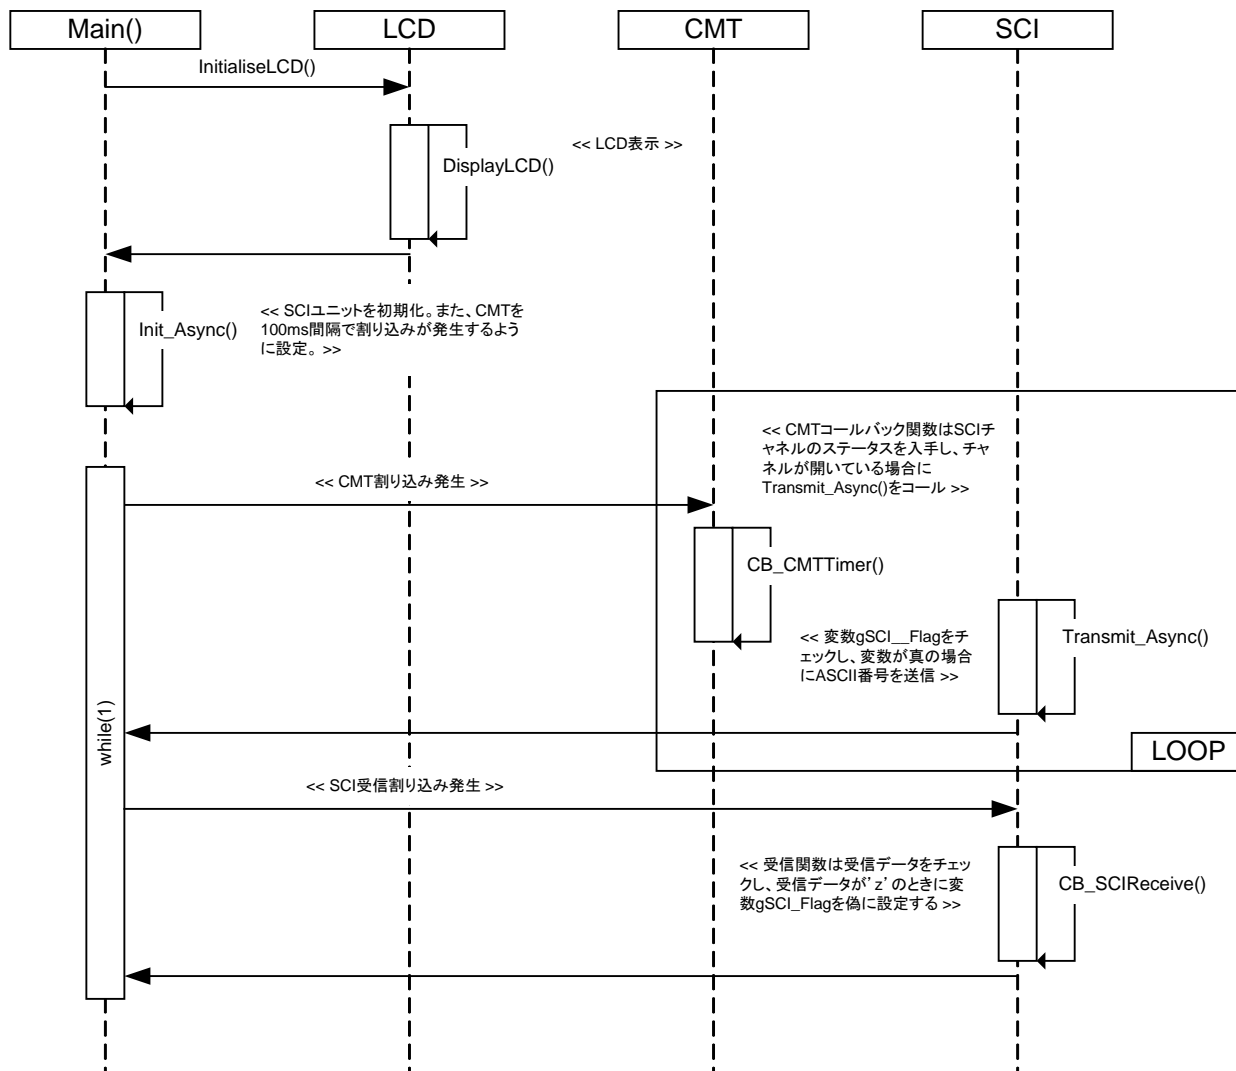 Main()
LCD
CMT
SCI
InitialiseLCD()
<< LCD表示 >>
DisplayLCD()
<< SCIユニットを初期化。また、CMTを
100ms間隔で割り込みが発生するよう
に設定。 >>
Init_Async()
<< CMTコールバック関数はSCIチ
ャネルのステータスを入手し、チャ
ネルが開いている場合に
Transmit_Async()をコール >>
<< CMT割り込み発生 >>
CB_CMTTimer()
<< 変数gSCI__Flagをチ
ェックし、変数が真の場合
にASCII番号を送信 >>
Transmit_Async()
while(1)
LOOP
<< SCI受信割り込み発生 >>
<< 受信関数は受信データをチェッ
クし、受信データが’z’のときに変
数gSCI_Flagを偽に設定する >>
CB_SCIReceive()